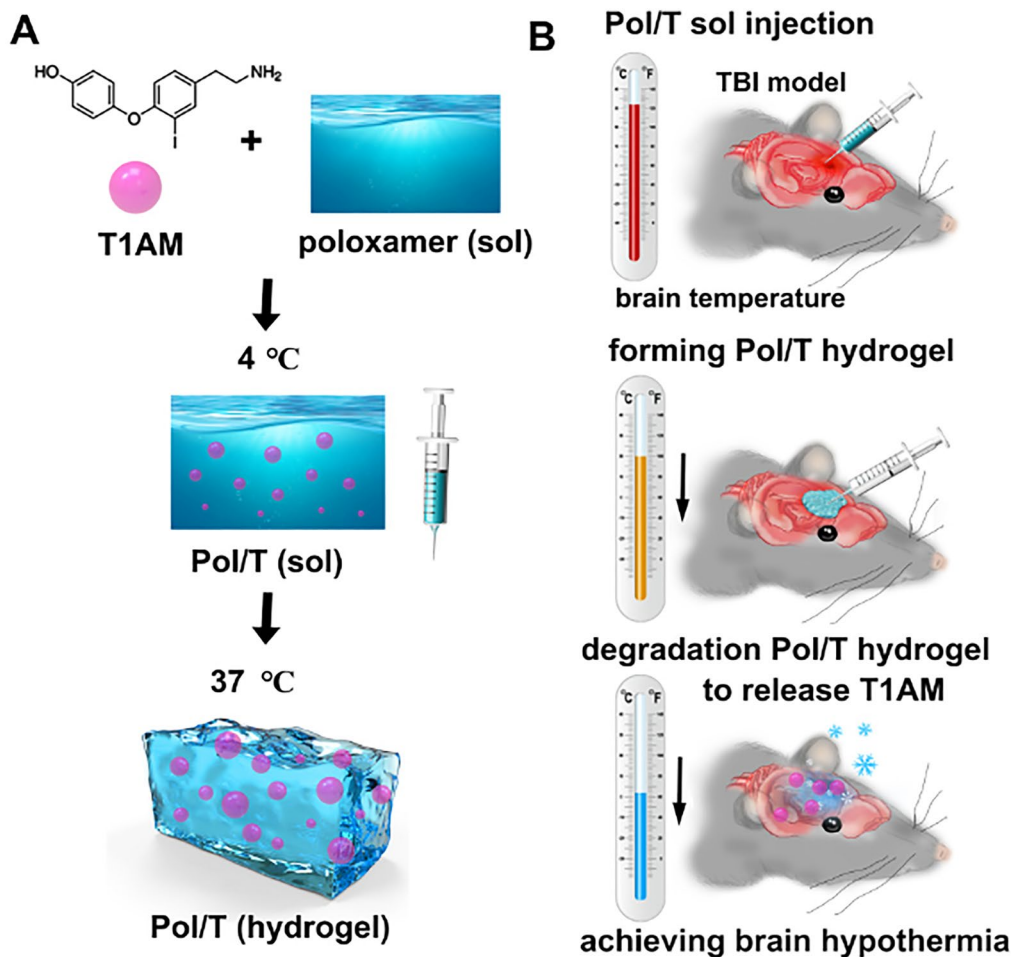 A
HO
O
I
NH₂
+
T1AM
poloxamer (sol)
4 °C
Pol/T (sol)
37 °C
Pol/T (hydrogel)
B
Pol/T sol injection
°C °F
TBI model
brain temperature
forming Pol/T hydrogel
°C °F
degradation Pol/T hydrogel
to release T1AM
°C °F
achieving brain hypothermia